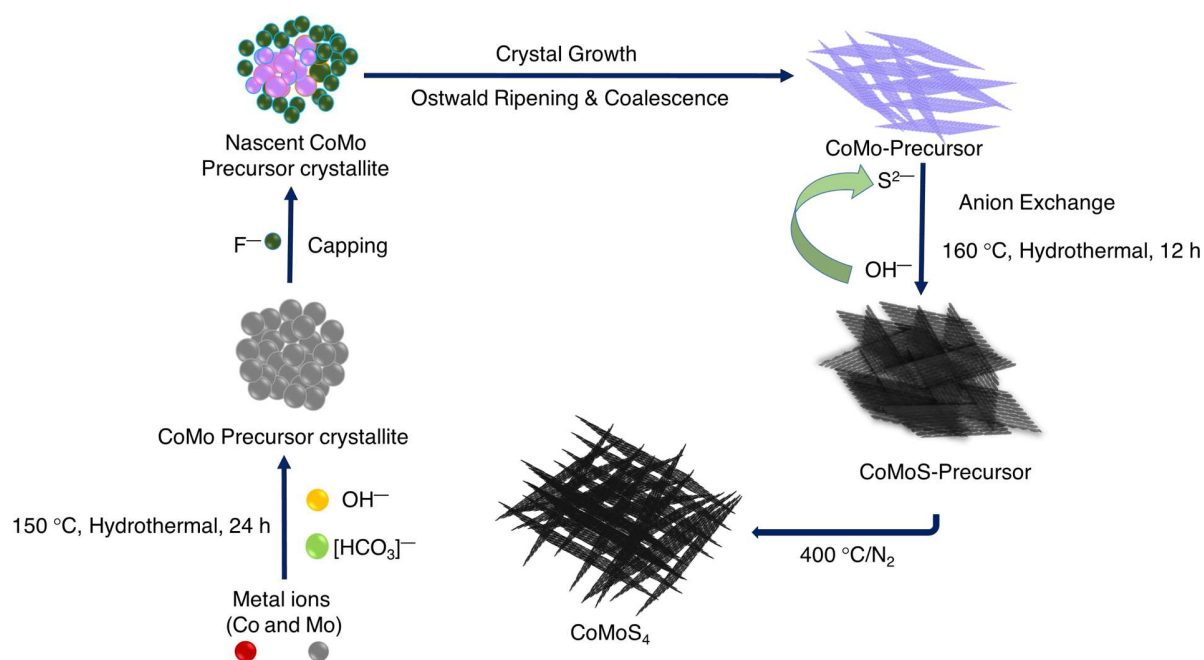 Crystal Growth
Ostwald Ripening & Coalescence
Nascent CoMo
Precursor crystallite
CoMo-Precursor
S²—
Anion Exchange
F—
Capping
160 °C, Hydrothermal, 12 h
OH—
CoMo Precursor crystallite
CoMoS-Precursor
OH—
150 °C, Hydrothermal, 24 h
[HCO₃]—
400 °C/N₂
Metal ions
(Co and Mo)
CoMoS₄